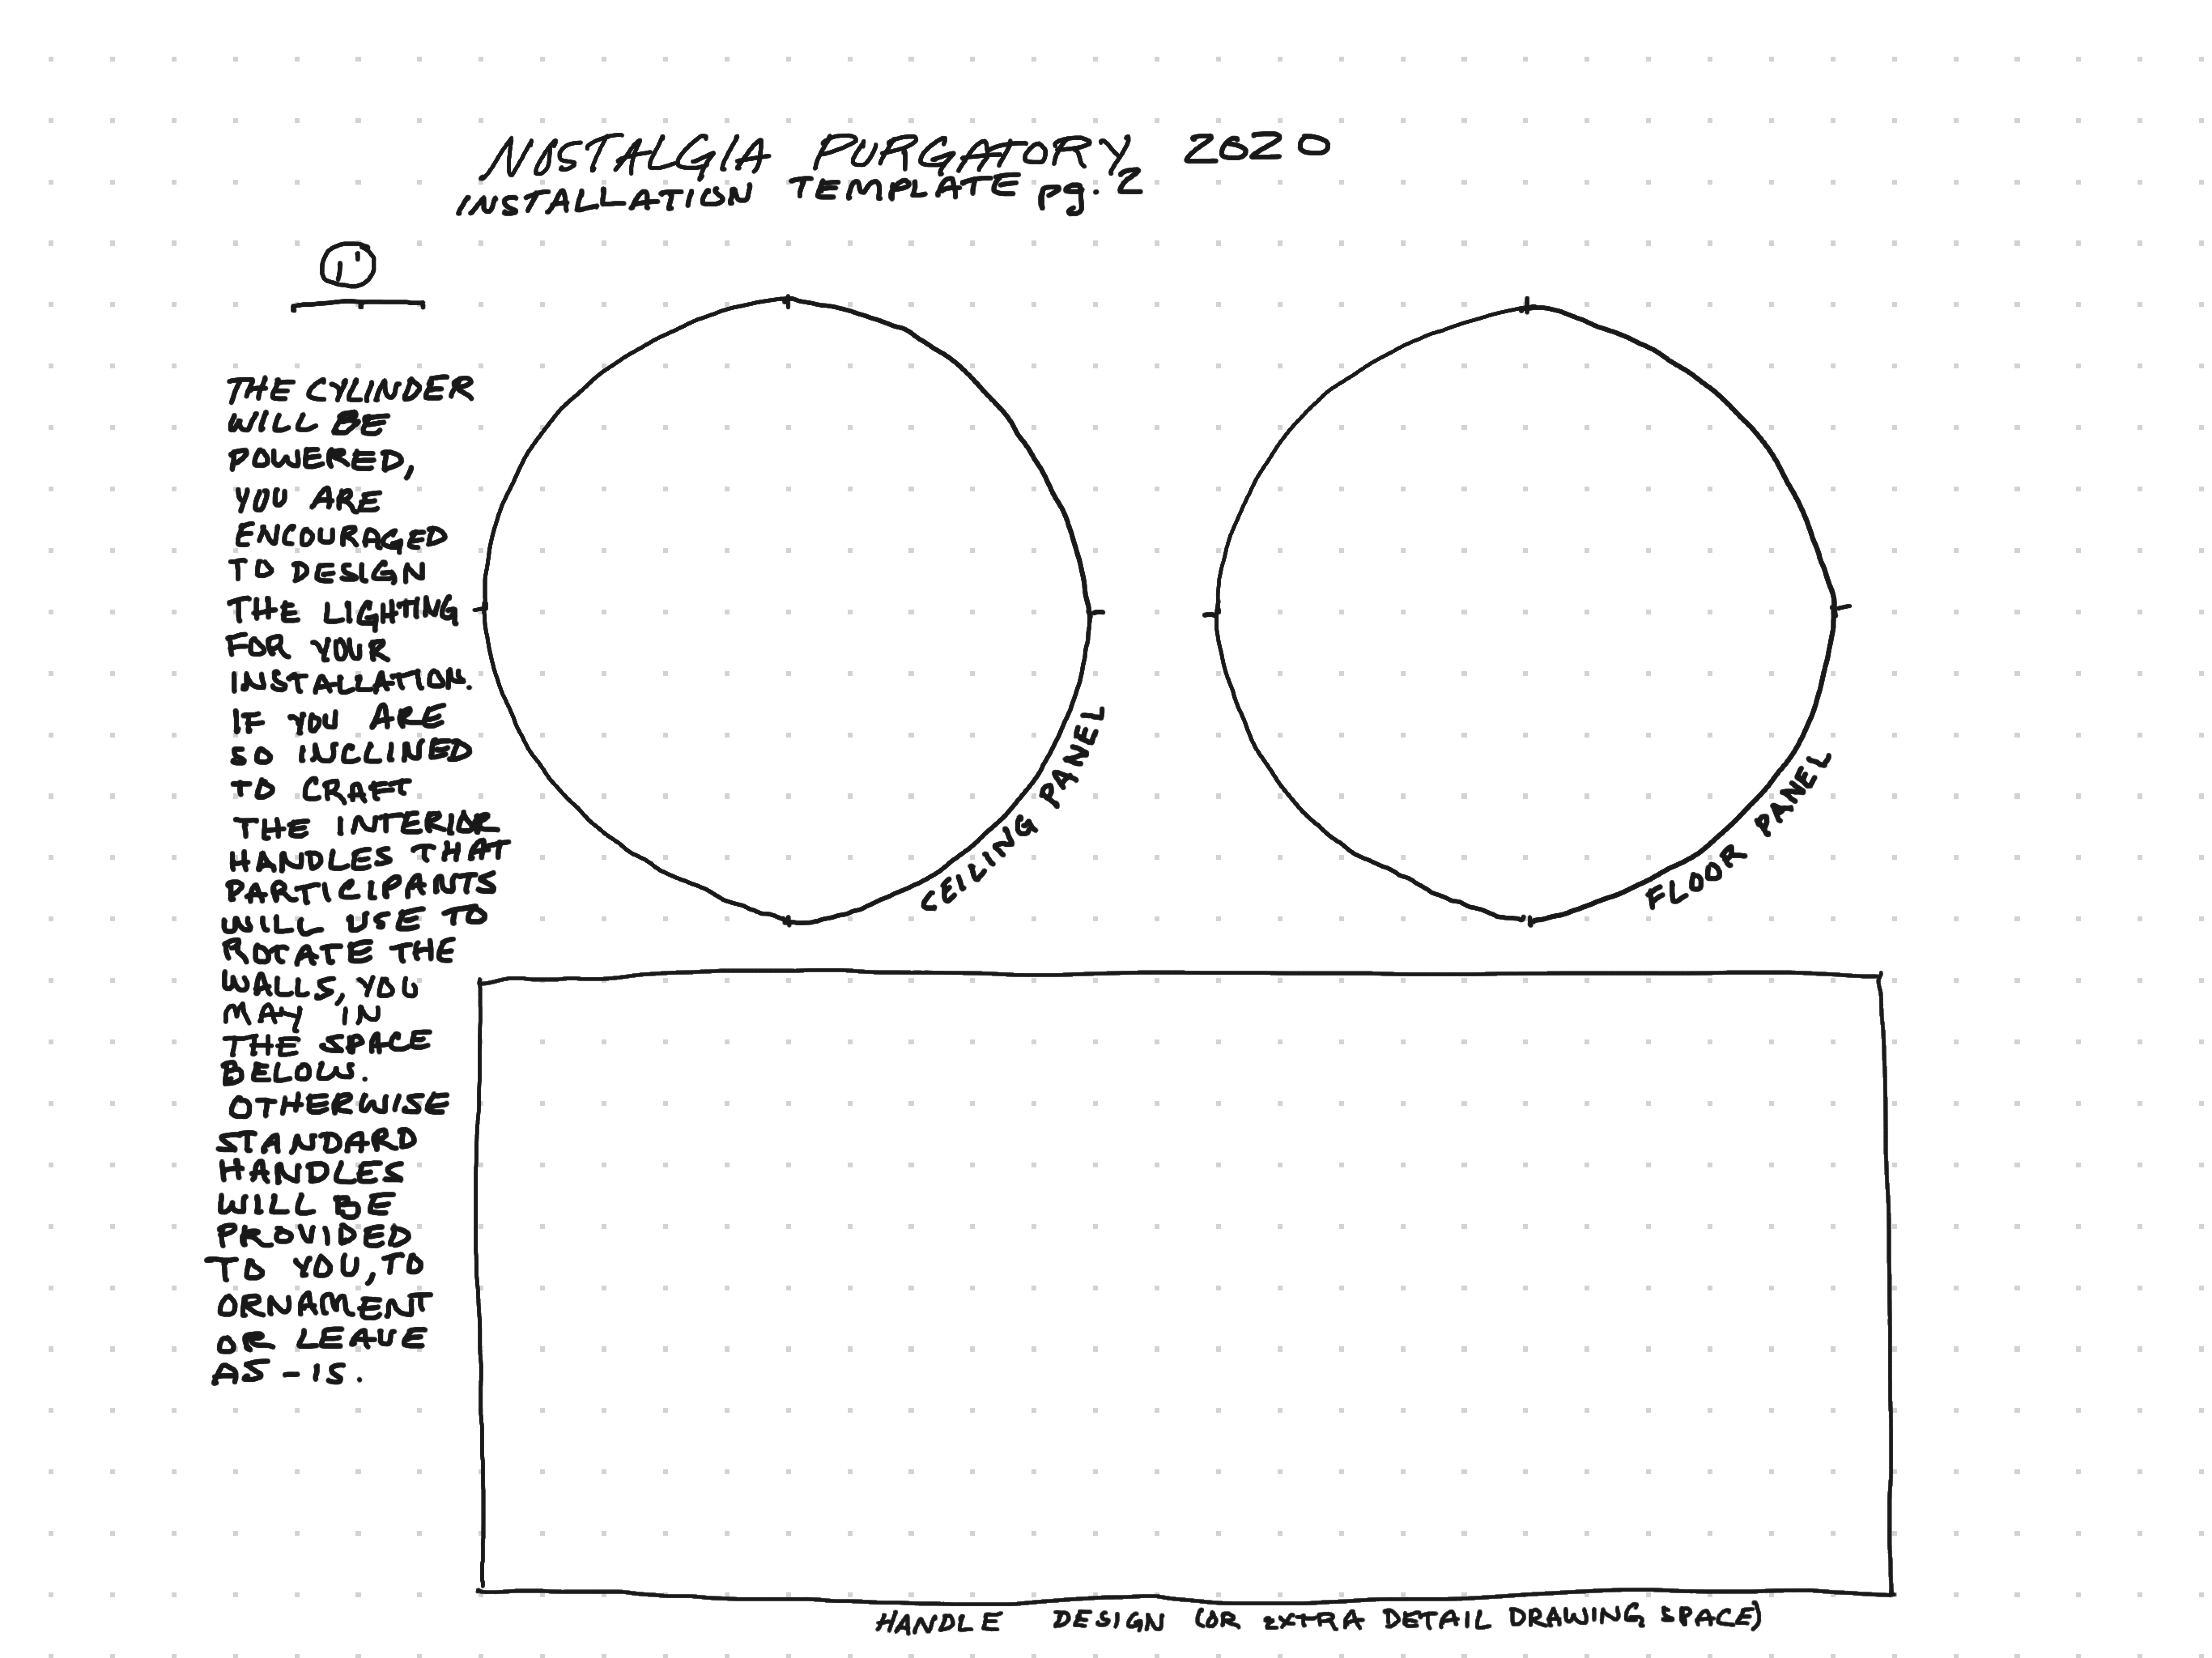 NOSTALGIA PURGATORY 2020
INSTALLATION TEMPLATE pg. 2
1'
THE CYLINDER
WILL BE
POWERED,
YOU ARE
ENCOURAGED
TO DESIGN
THE LIGHTING
FOR YOUR
INSTALLATION.
IF YOU ARE
SO INCLINED
TO CRAFT
THE INTERIOR
HANDLES THAT
PARTICIPANTS
WILL USE TO
ROTATE THE
WALLS, YOU
MAY IN
THE SPACE
BELOW.
OTHERWISE
STANDARD
HANDLES
WILL BE
PROVIDED
TO YOU, TO
ORNAMENT
OR LEAVE
AS-IS.
CEILING PANEL
FLOOR PANEL
HANDLE DESIGN (OR EXTRA DETAIL DRAWING SPACE)